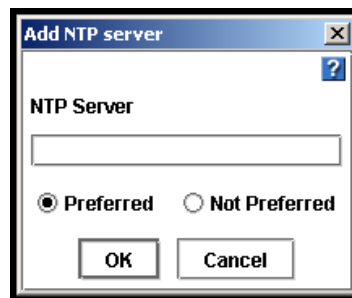 Add NTP server
?
NTP Server
Preferred
Not Preferred
OK
Cancel